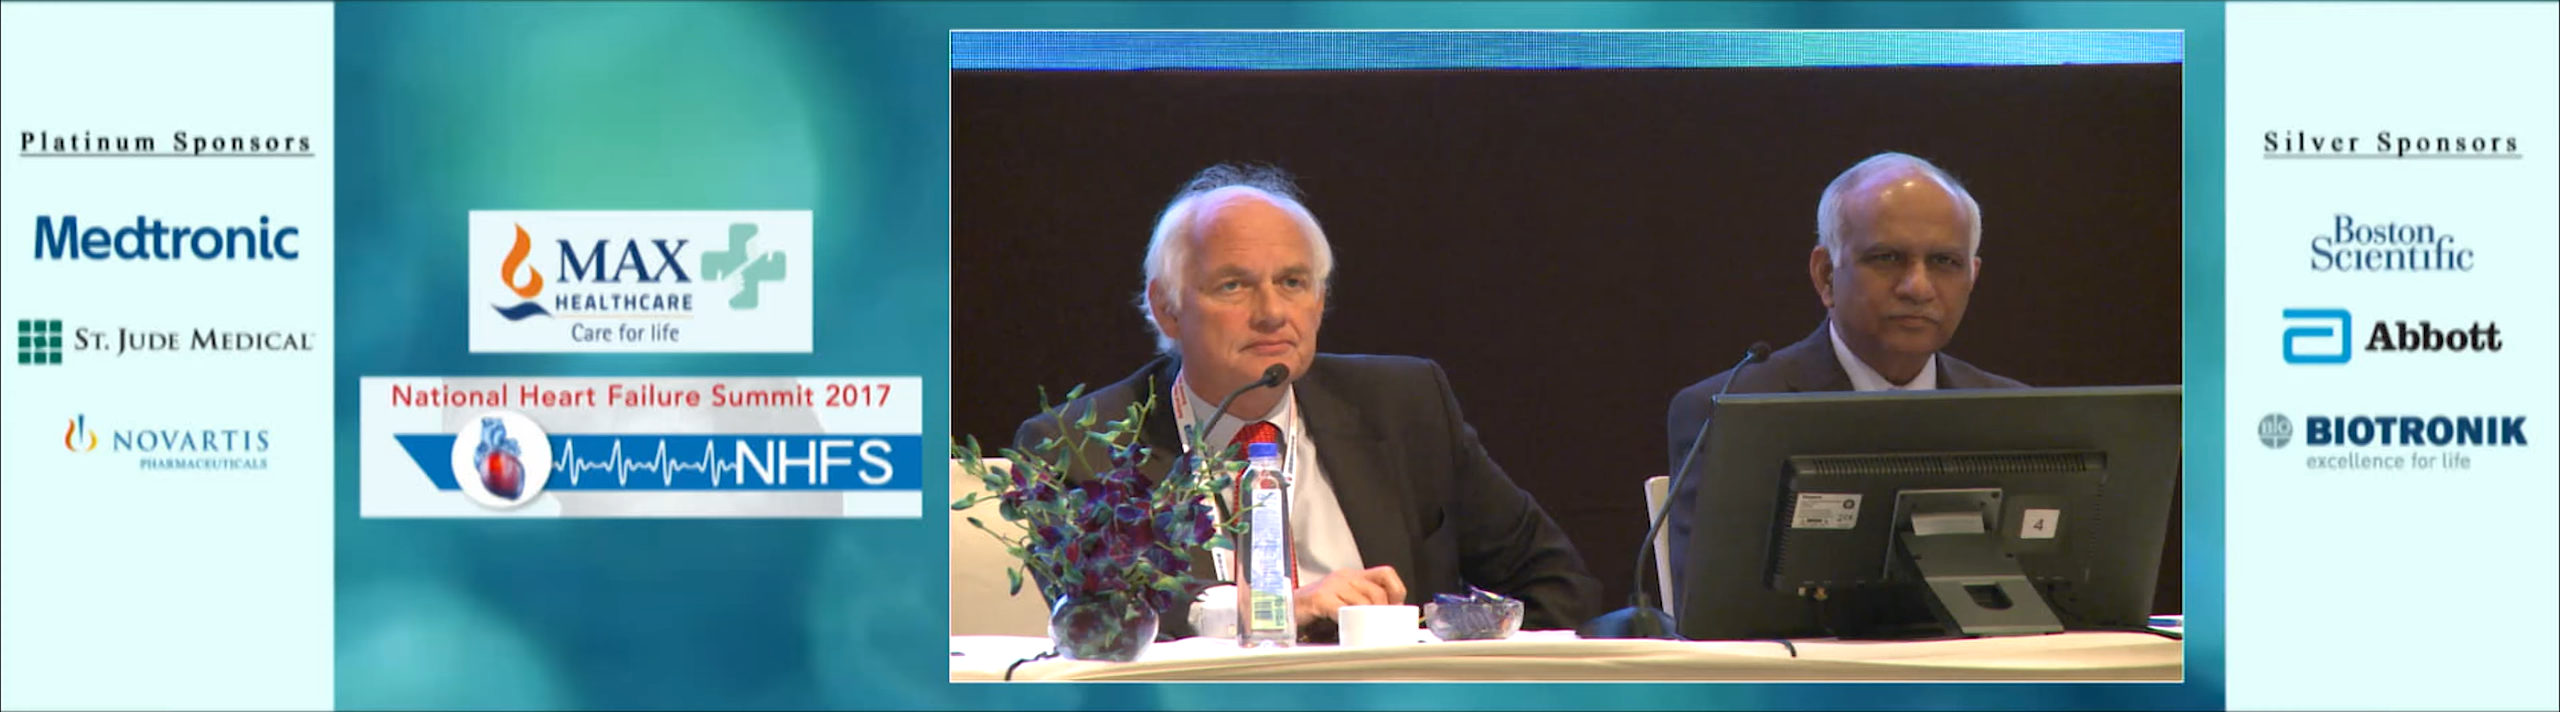 Platinum Sponsors
Medtronic
ST. JUDE MEDICAL
NOVARTIS
PHARMACEUTICALS
MAX
HEALTHCARE
Care for life
National Heart Failure Summit 2017
NHFS
4
Silver Sponsors
Boston
Scientific
Abbott
bio
BIOTRONIK
excellence for life